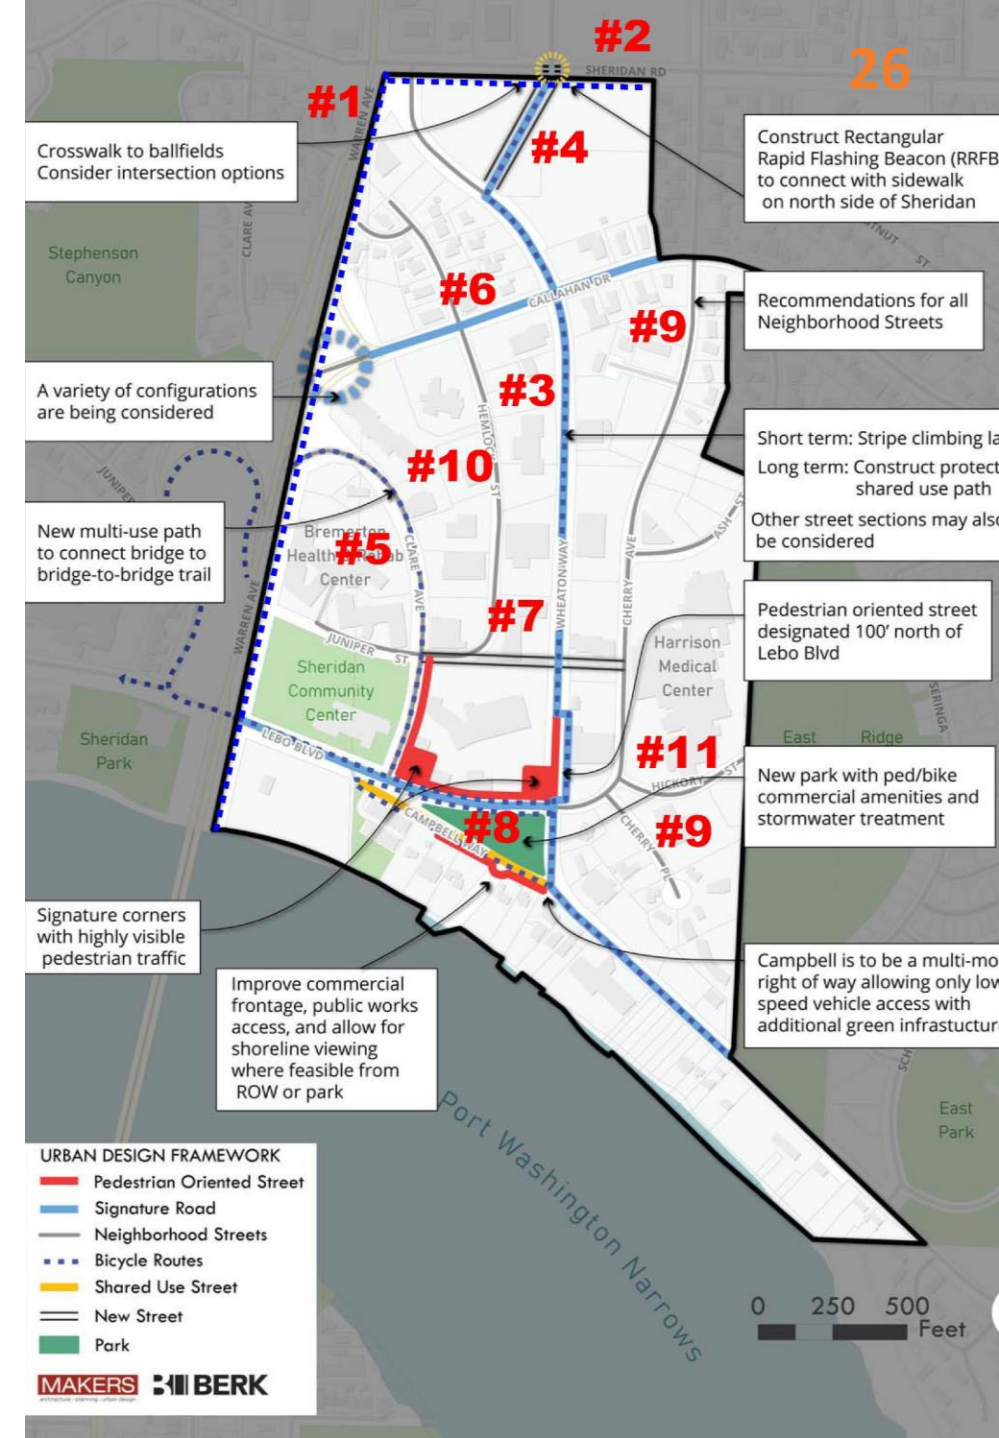 #2
26
SHERIDAN RD
#1
WARREN AVE
Crosswalk to ballfields
Consider intersection options
#4
Construct Rectangular
Rapid Flashing Beacon (RRFB
to connect with sidewalk
on north side of Sheridan
CLARE AV
Stephenson
Canyon
ST
#6
CALLAHAN DR
#9
Recommendations for all
Neighborhood Streets
A variety of configurations
are being considered
#3
HEMLOCK ST
#10
Short term: Stripe climbing la
Long term: Construct protect
shared use path
Other street sections may also
be considered
JUNIPER
New multi-use path
to connect bridge to
bridge-to-bridge trail
Bremerton
Health & Rehab
Center
#5
CLARE AVE
ASH ST
CHERRY AVE
WHEATON WAY
#7
Pedestrian oriented street
designated 100' north of
Lebo Blvd
WARREN AVE
JUNIPER ST
Harrison
Medical
Center
Sheridan
Community
Center
SERINGA
Sheridan
Park
LEBO BLVD
East Ridge
#11
HICKORY ST
New park with ped/bike
commercial amenities and
stormwater treatment
#8
CAMPBELL WAY
CHERRY PL
#9
Signature corners
with highly visible
pedestrian traffic
Improve commercial
frontage, public works
access, and allow for
shoreline viewing
where feasible from
ROW or park
Campbell is to be a multi-mo
right of way allowing only low
speed vehicle access with
additional green infrastucture
SCH
East
Park
Port Washington Narrows
URBAN DESIGN FRAMEWORK
Pedestrian Oriented Street
Signature Road
Neighborhood Streets
Bicycle Routes
Shared Use Street
New Street
Park
MAKERS
architecture · planning · urban design
BERK
0 250 500
Feet